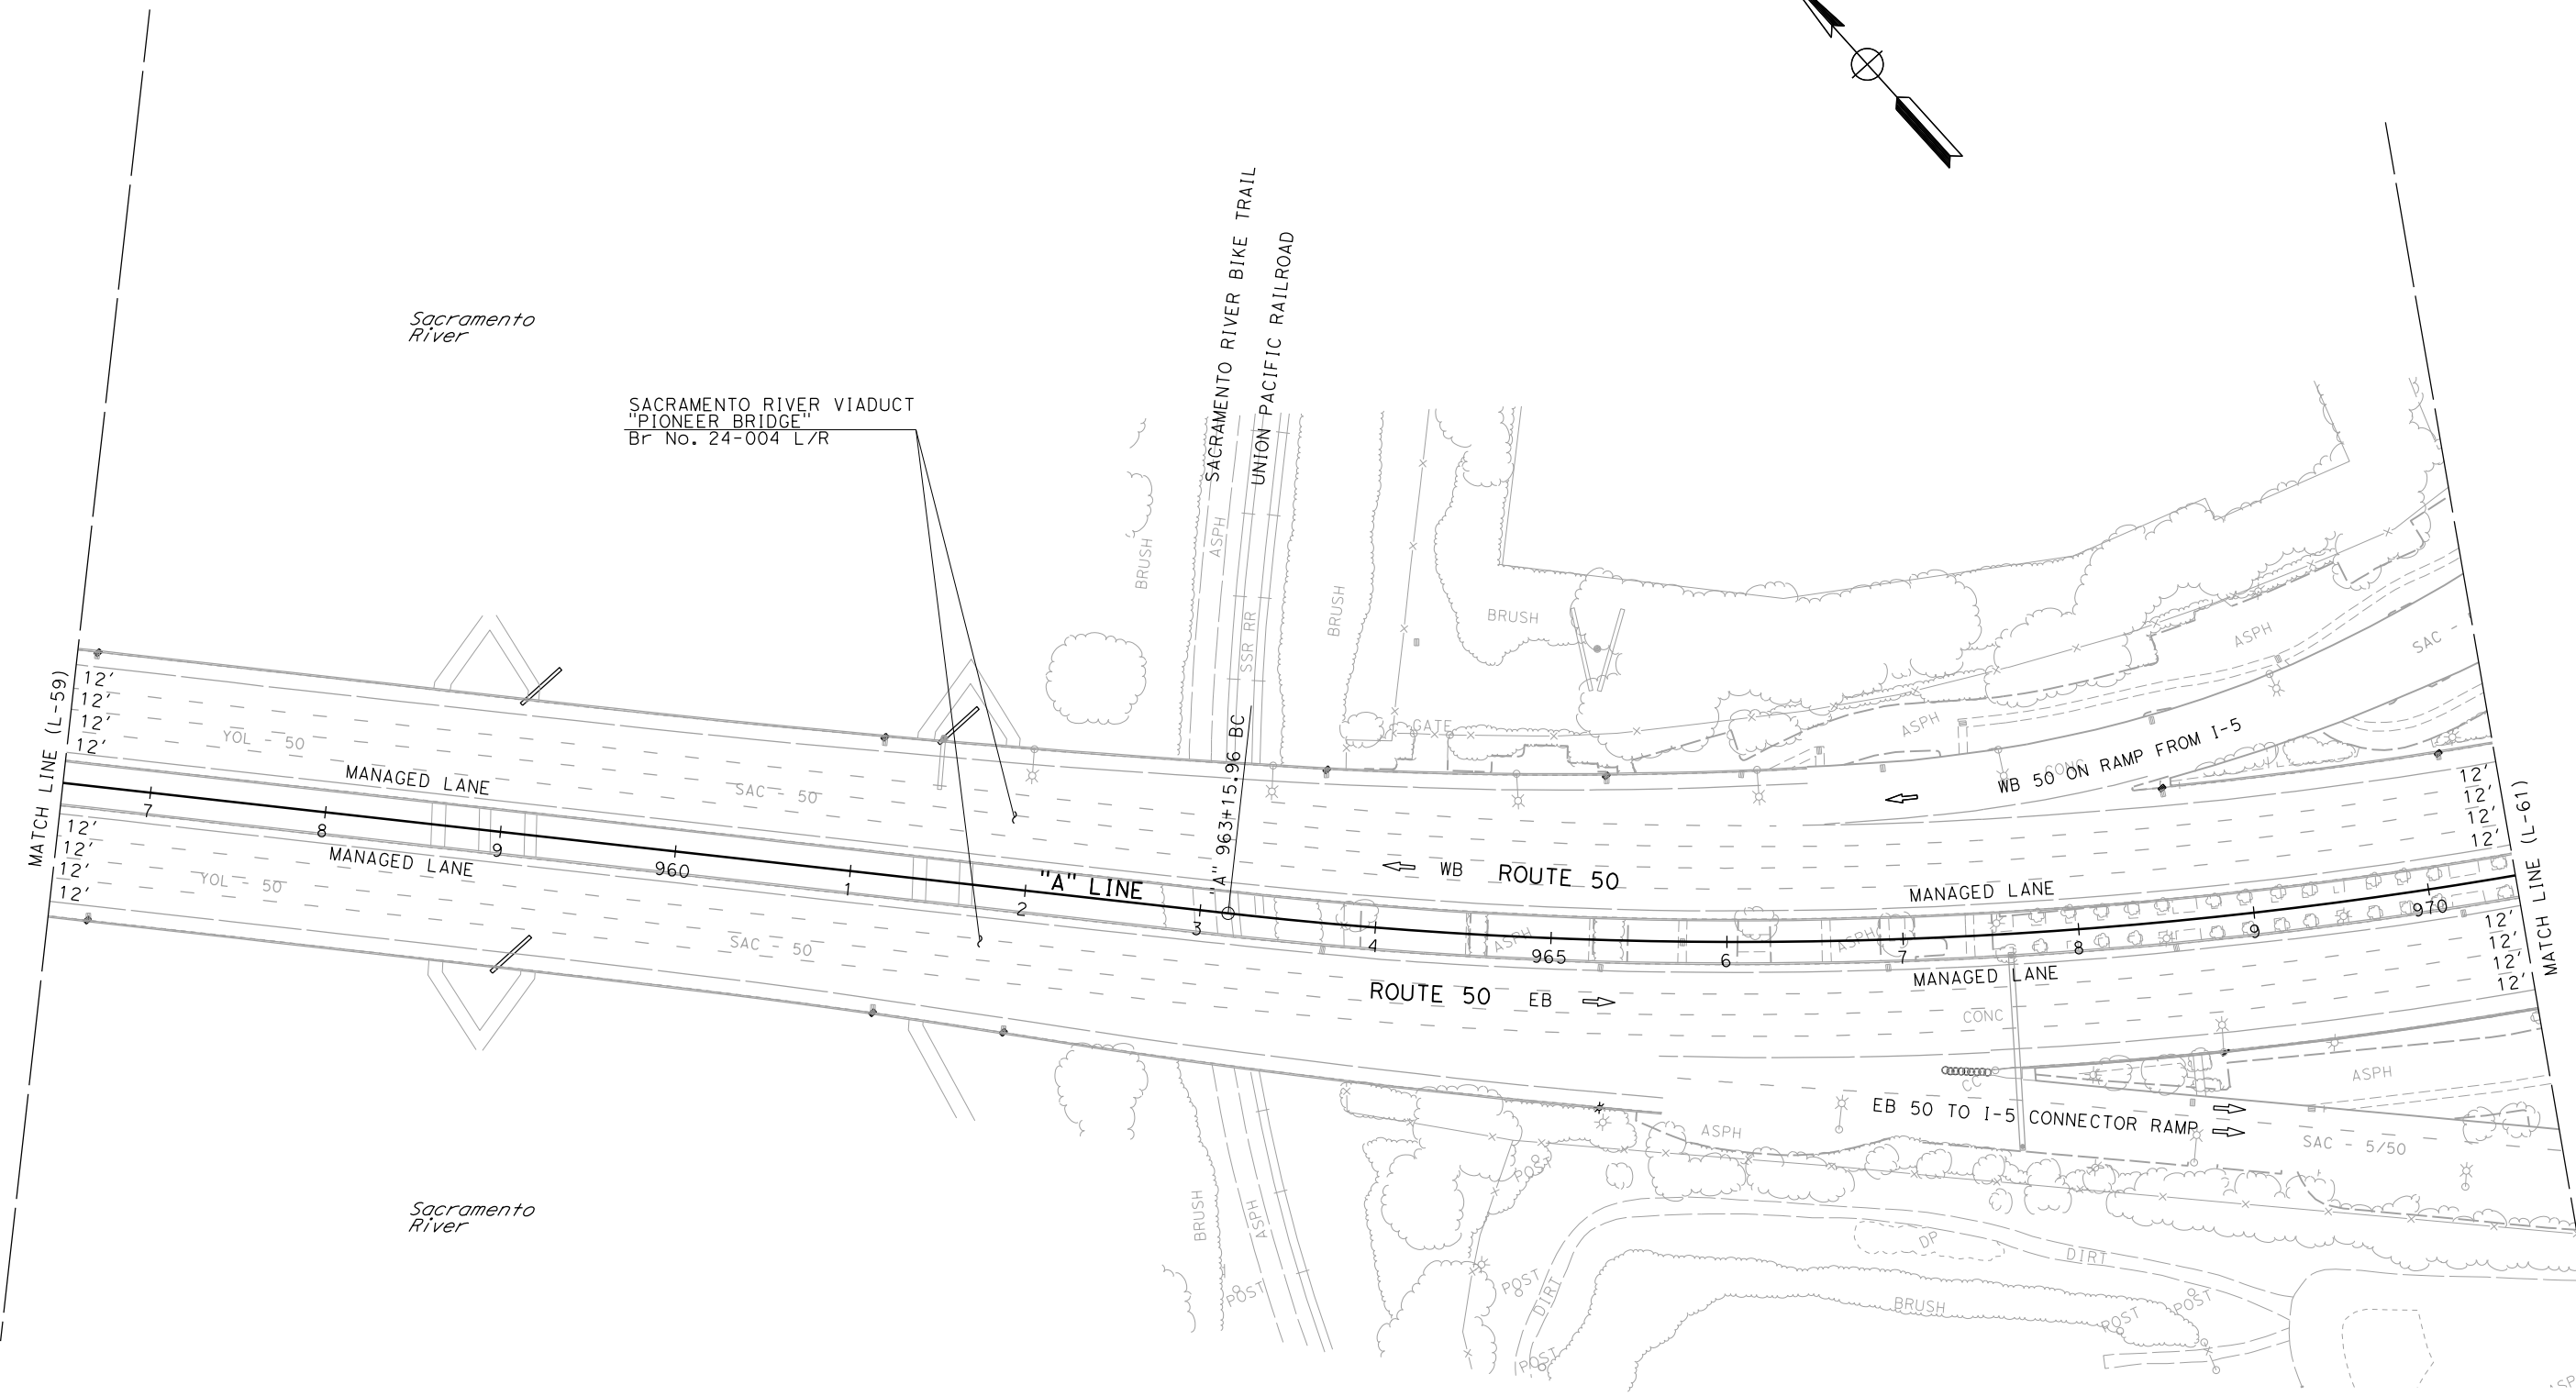 SACRAMENTO RIVER BIKE TRAIL
UNION PACIFIC RAILROAD
Sacramento
River
SACRAMENTO RIVER VIADUCT
"PIONEER BRIDGE"
Br No. 24-004 L/R
BRUSH
ASPH
SSR RR
BRUSH
BRUSH
GATE
ASPH
ASPH
SAC -
CONC
WB 50 ON RAMP FROM I-5
MATCH LINE (L-59)
12'
12'
12'
12'
YOL - 50
MANAGED LANE
SAC - 50
"A" 963+15.96 BC
12'
12'
12'
12'
MATCH LINE (L-61)
7
8
9
960
1
2
3
4
965
6
7
8
9
970
"A" LINE
WB ROUTE 50
MANAGED LANE
ASPH
ASPH
12'
12'
12'
12'
MANAGED LANE
YOL - 50
SAC - 50
ROUTE 50 EB
MANAGED LANE
12'
12'
12'
12'
CONC
CC
ASPH
EB 50 TO I-5 CONNECTOR RAMP
SAC - 5/50
ASPH
POST
Sacramento
River
BRUSH
ASPH
POST
POST
DIRT
POST
DP
DIRT
BRUSH
POST
POST